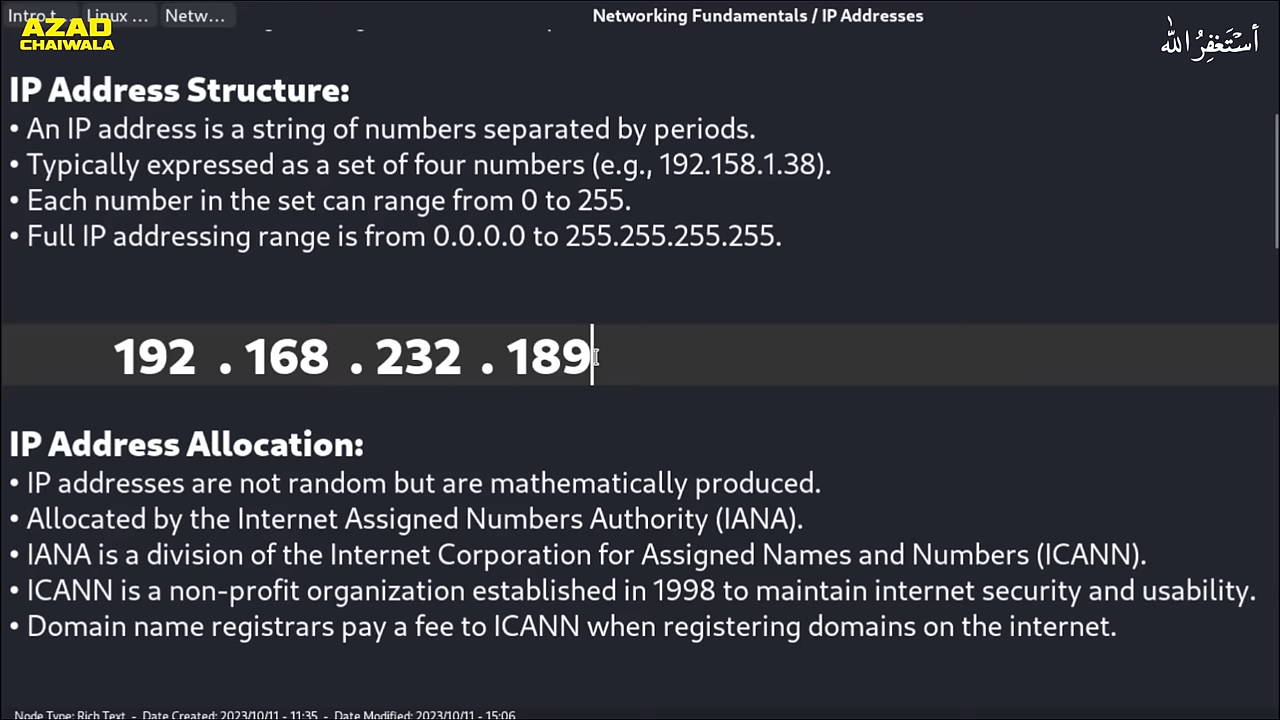 Intro t... Linux ... Netw...
Networking Fundamentals / IP Addresses
AZAD
CHAIWALA
أستغفر الله
IP Address Structure:
• An IP address is a string of numbers separated by periods.
• Typically expressed as a set of four numbers (e.g., 192.158.1.38).
• Each number in the set can range from 0 to 255.
• Full IP addressing range is from 0.0.0.0 to 255.255.255.255.
192 . 168 . 232 . 189
IP Address Allocation:
• IP addresses are not random but are mathematically produced.
• Allocated by the Internet Assigned Numbers Authority (IANA).
• IANA is a division of the Internet Corporation for Assigned Names and Numbers (ICANN).
• ICANN is a non-profit organization established in 1998 to maintain internet security and usability.
• Domain name registrars pay a fee to ICANN when registering domains on the internet.
Node Type: Rich Text - Date Created: 2023/10/11 - 11:35 - Date Modified: 2023/10/11 - 15:06